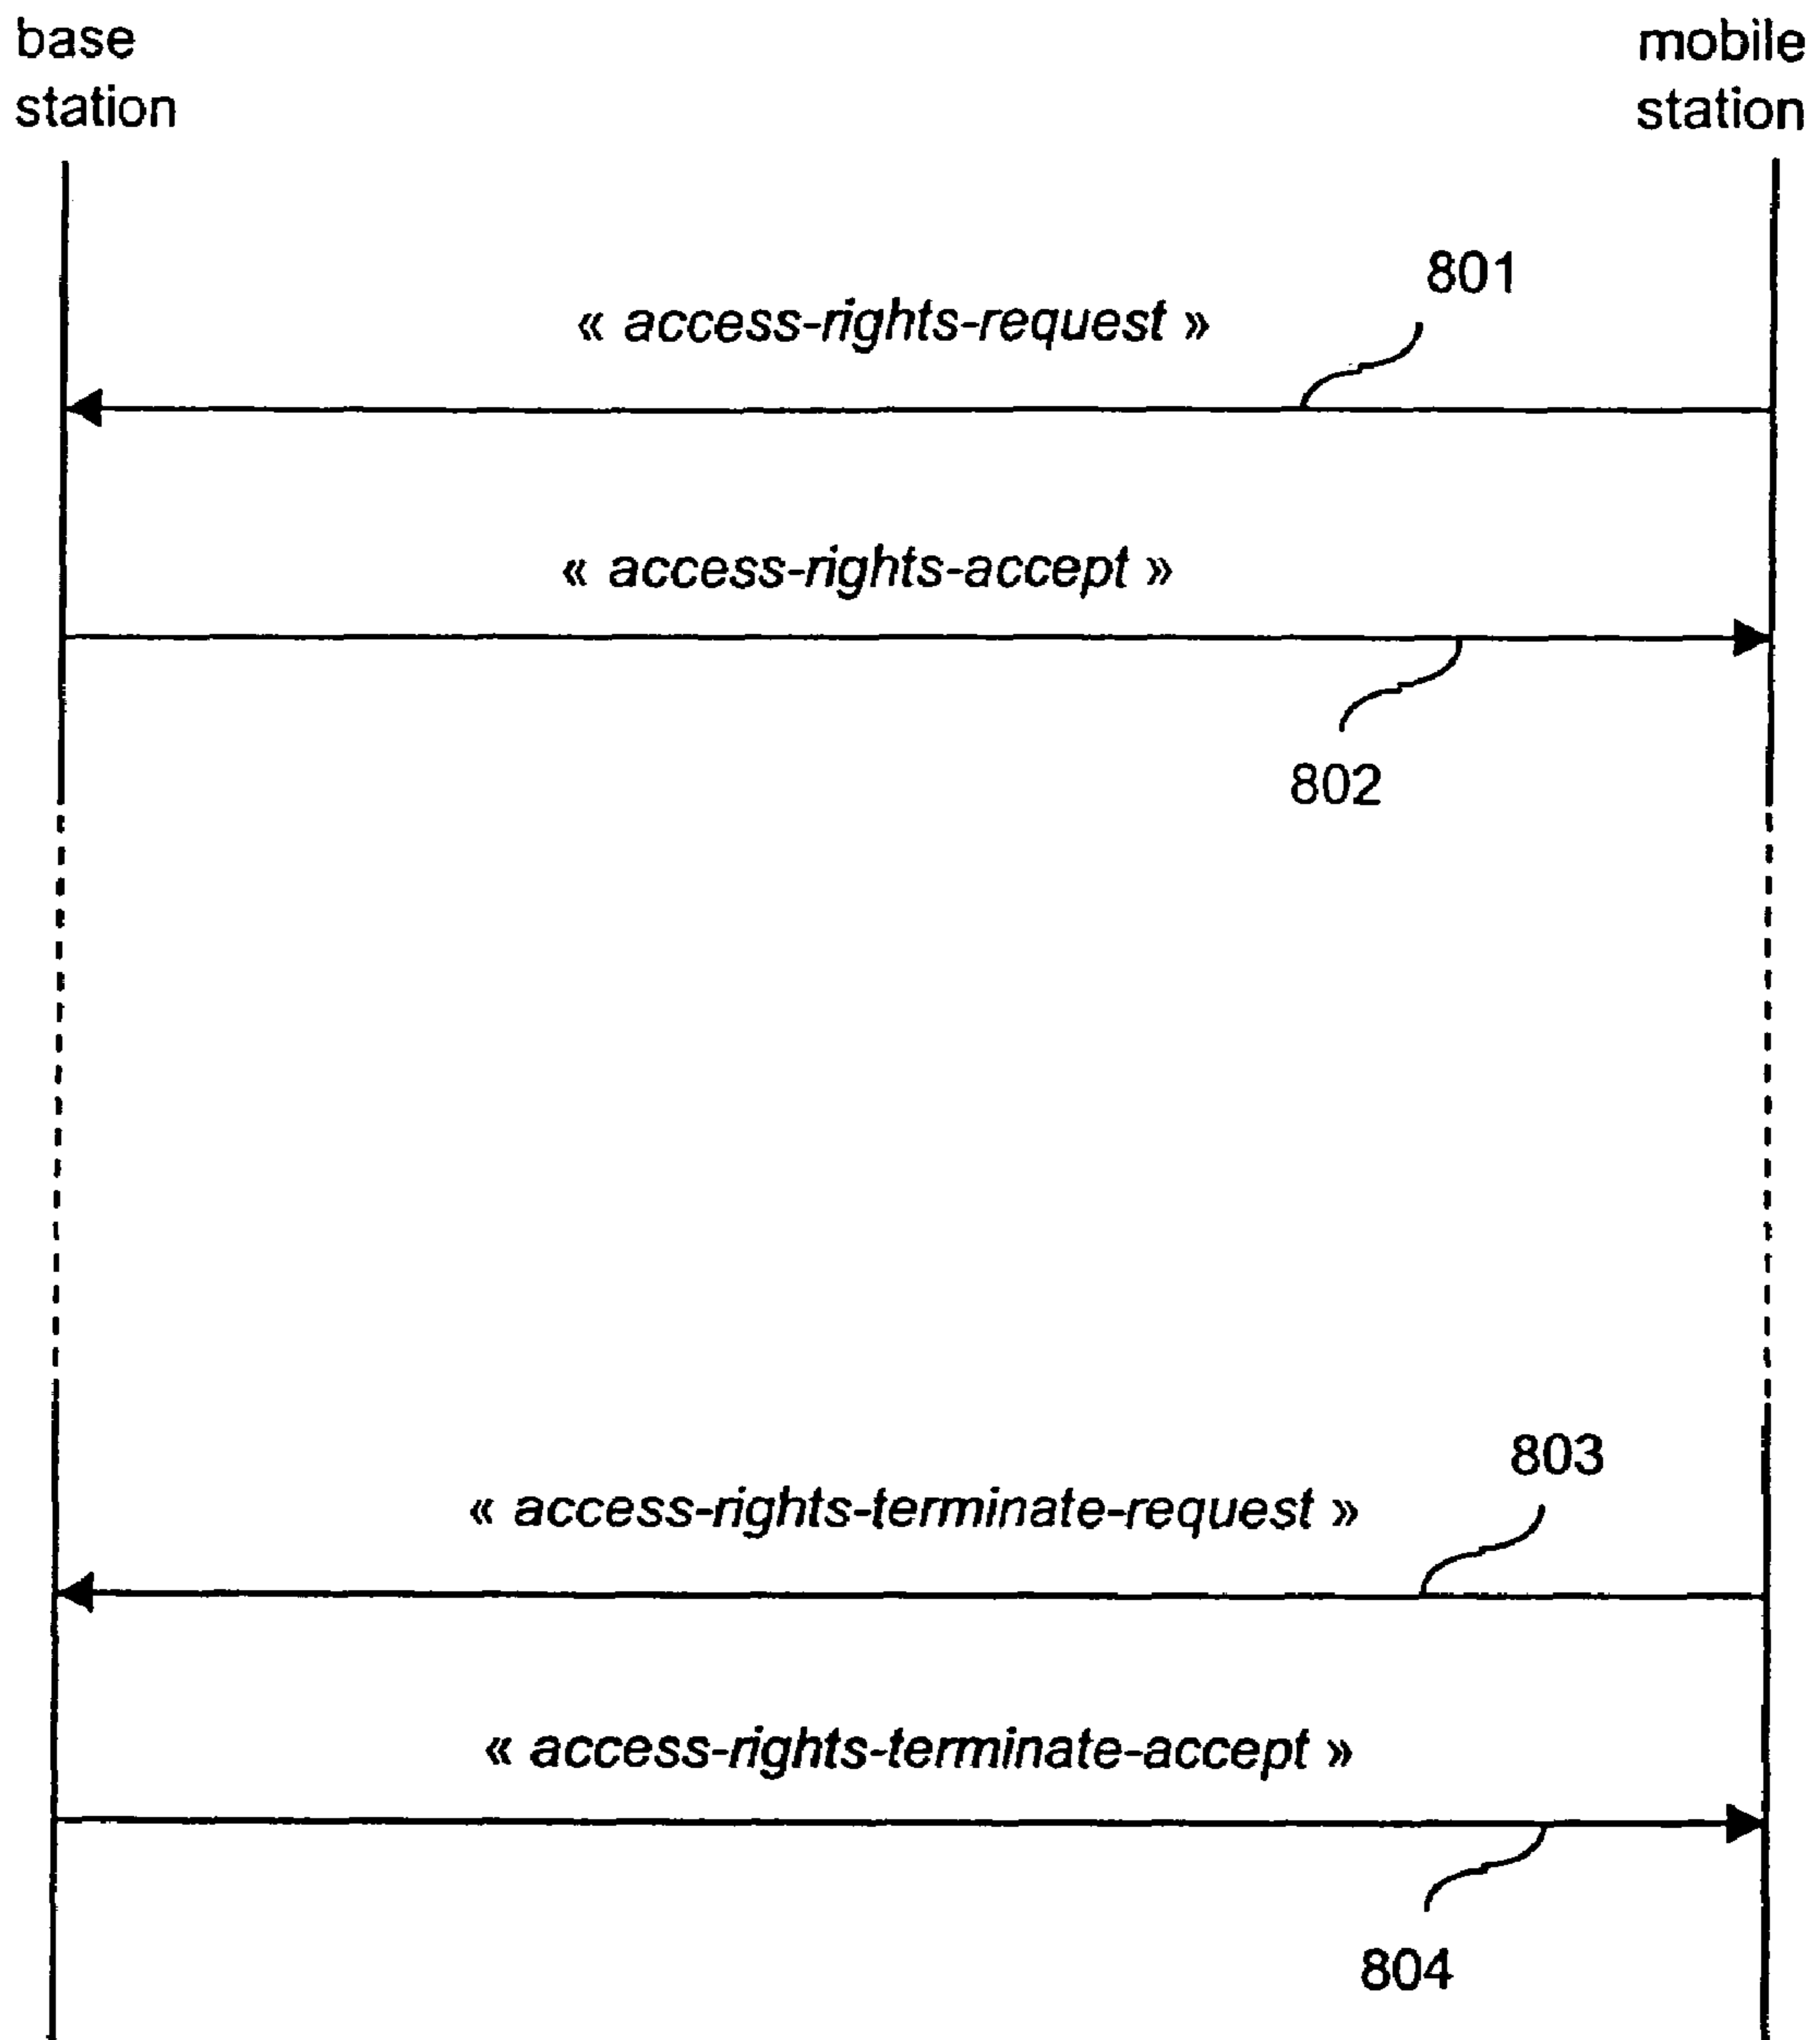 base
station
mobile
station
801
« access-rights-request »
« access-rights-accept »
802
803
« access-rights-terminate-request »
« access-rights-terminate-accept »
804